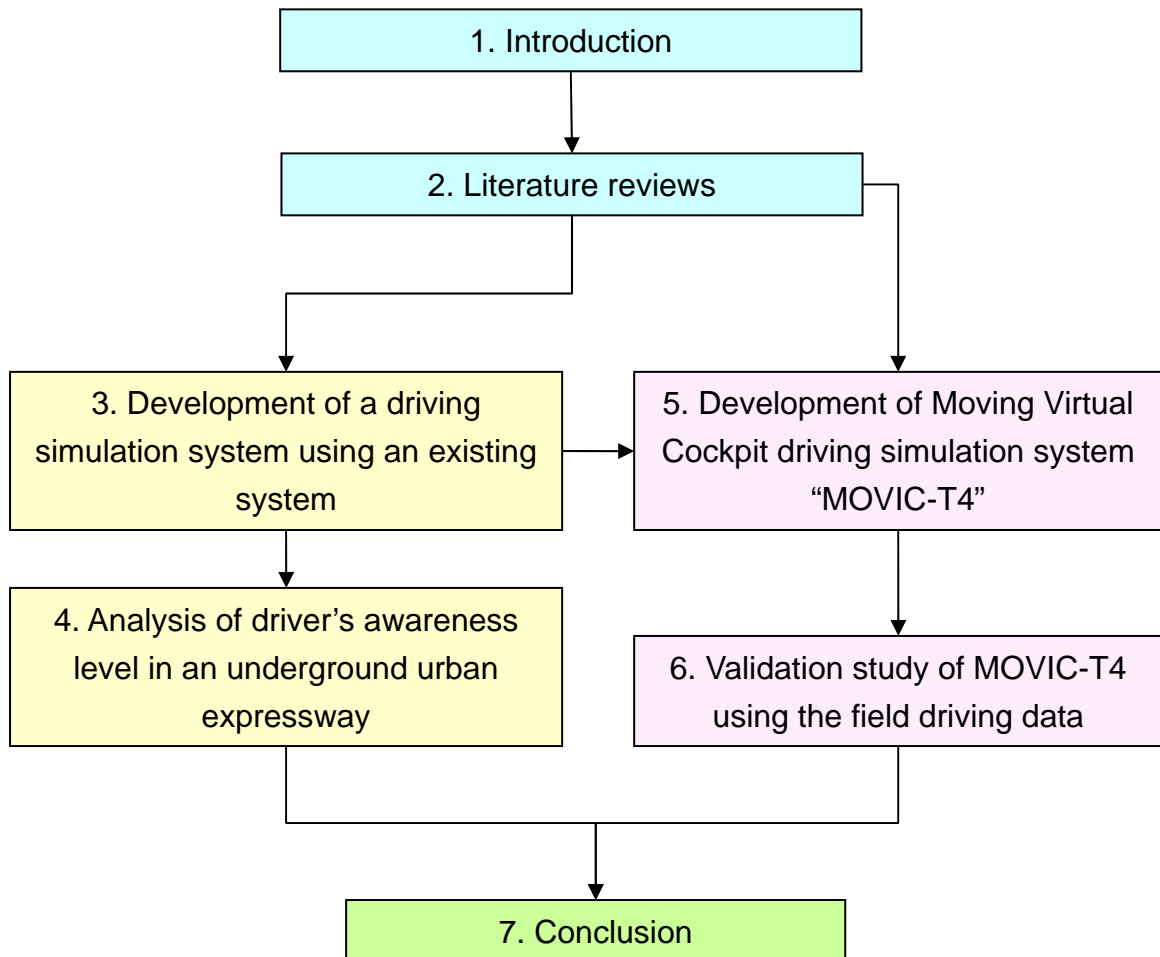 1. Introduction
2. Literature reviews
3. Development of a driving
simulation system using an existing
system
4. Analysis of driver’s awareness
level in an underground urban
expressway
5. Development of Moving Virtual
Cockpit driving simulation system
“MOVIC-T4”
6. Validation study of MOVIC-T4
using the field driving data
7. Conclusion